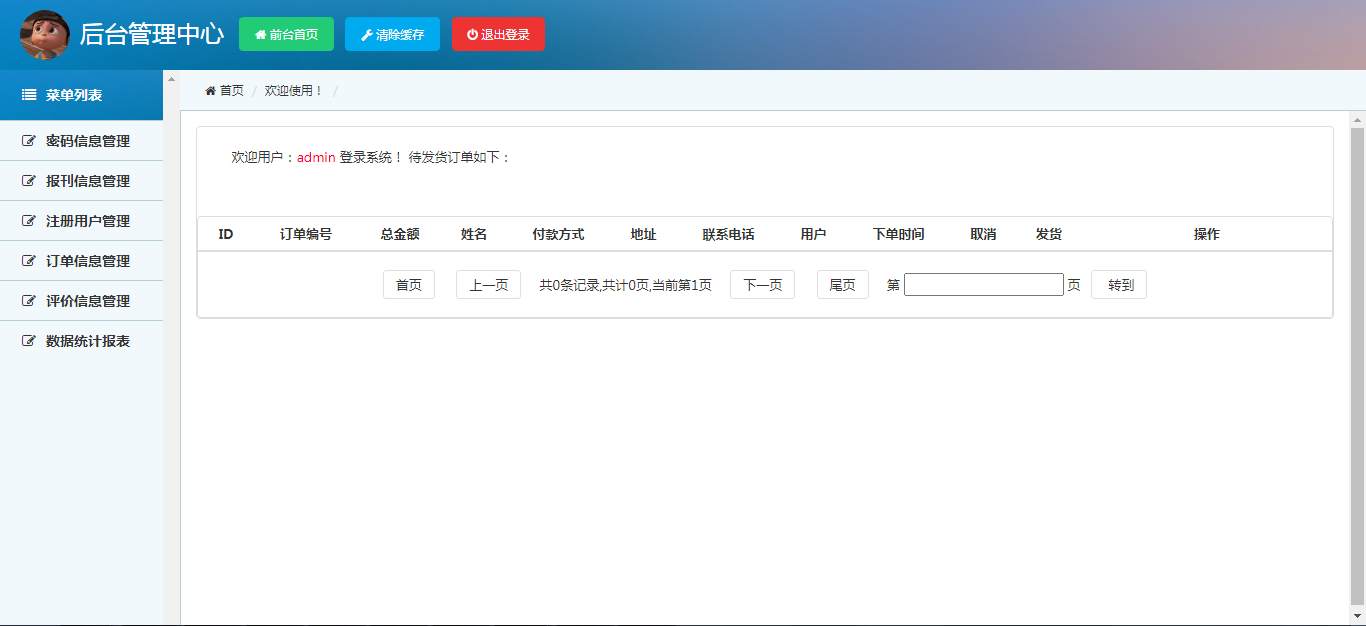 后台管理中心 前台首页 清除缓存 退出登录
菜单列表
密码信息管理
报刊信息管理
注册用户管理
订单信息管理
评价信息管理
数据统计报表
首页 / 欢迎使用！ /
欢迎用户：admin 登录系统！ 待发货订单如下：
ID 订单编号 总金额 姓名 付款方式 地址 联系电话 用户 下单时间 取消 发货 操作
首页 上一页 共0条记录,共计0页,当前第1页 下一页 尾页 第 页 转到